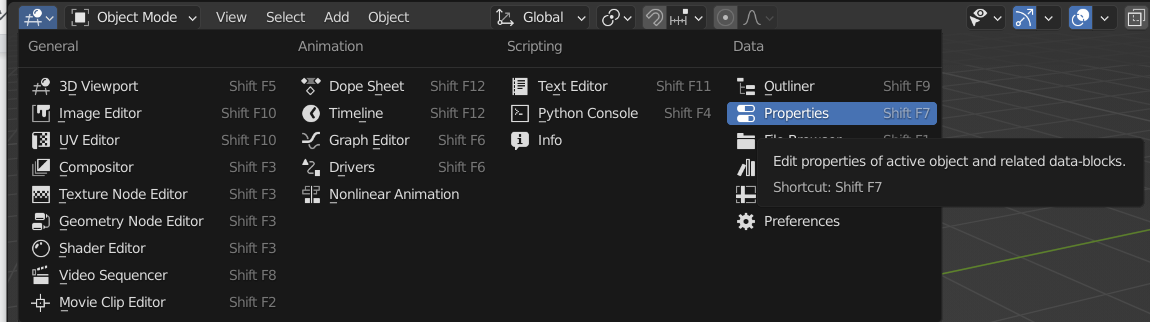 Object Mode View Select Add Object Global
General Animation Scripting Data
3D Viewport Shift F5 Dope Sheet Shift F12 Text Editor Shift F11 Outliner Shift F9
Image Editor Shift F10 Timeline Shift F12 Python Console Shift F4 Properties Shift F7
UV Editor Shift F10 Graph Editor Shift F6 Info
Compositor Shift F3 Drivers Shift F6 Edit properties of active object and related data-blocks.
Texture Node Editor Shift F3 Nonlinear Animation Shortcut: Shift F7
Geometry Node Editor Shift F3 Preferences
Shader Editor Shift F3
Video Sequencer Shift F8
Movie Clip Editor Shift F2